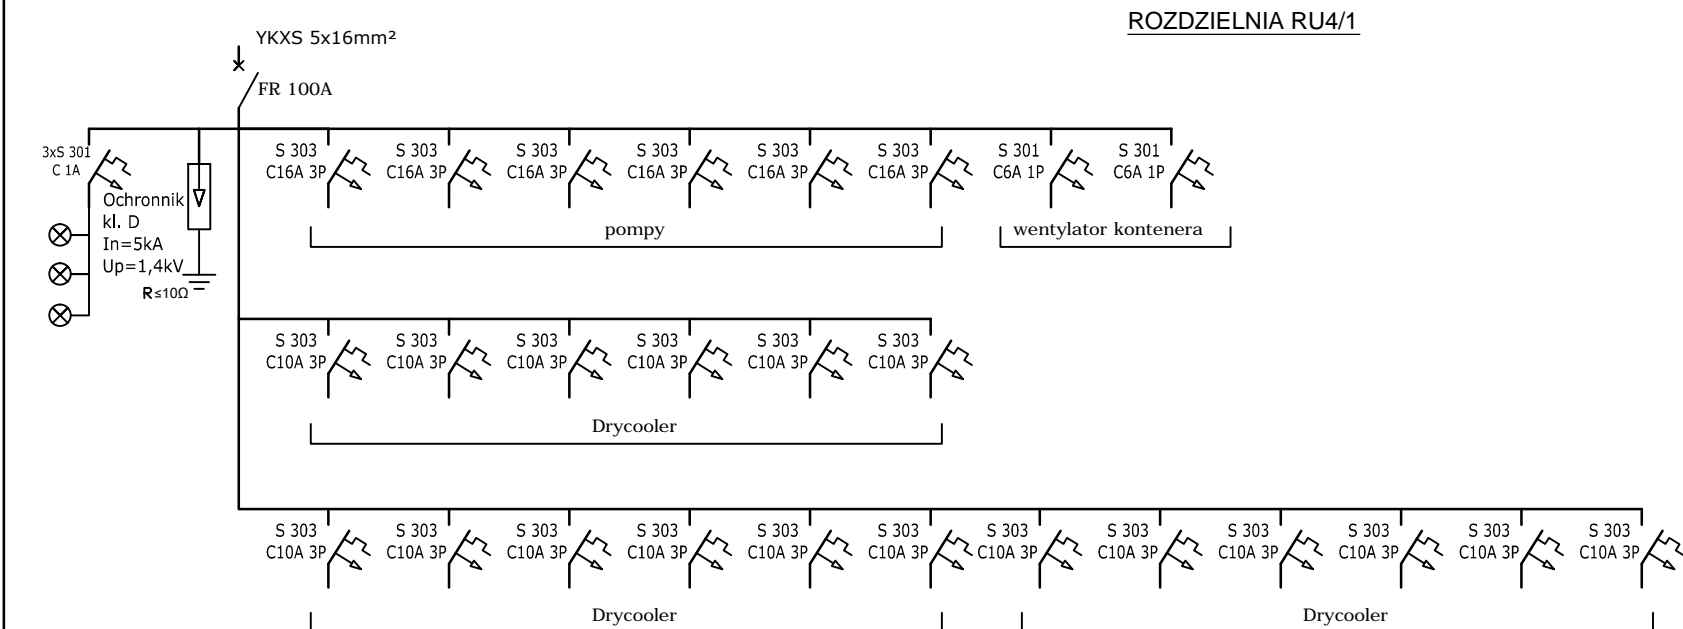 ROZDZIELNIA RU4/1
YKXS 5x16mm²
FR 100A
3xS 301
C 1A
S 303 S 303 S 303 S 303 S 303 S 303 S 301 S 301
C16A 3P C16A 3P C16A 3P C16A 3P C16A 3P C16A 3P C6A 1P C6A 1P
Ochronnik
kl. D
In=5kA
Up=1,4kV
R≤10Ω
pompy wentylator kontenera
S 303 S 303 S 303 S 303 S 303 S 303
C10A 3P C10A 3P C10A 3P C10A 3P C10A 3P C10A 3P
Drycooler
S 303 S 303 S 303 S 303 S 303 S 303 S 303 S 303 S 303 S 303 S 303 S 303
C10A 3P C10A 3P C10A 3P C10A 3P C10A 3P C10A 3P C10A 3P C10A 3P C10A 3P C10A 3P C10A 3P C10A 3P
Drycooler Drycooler